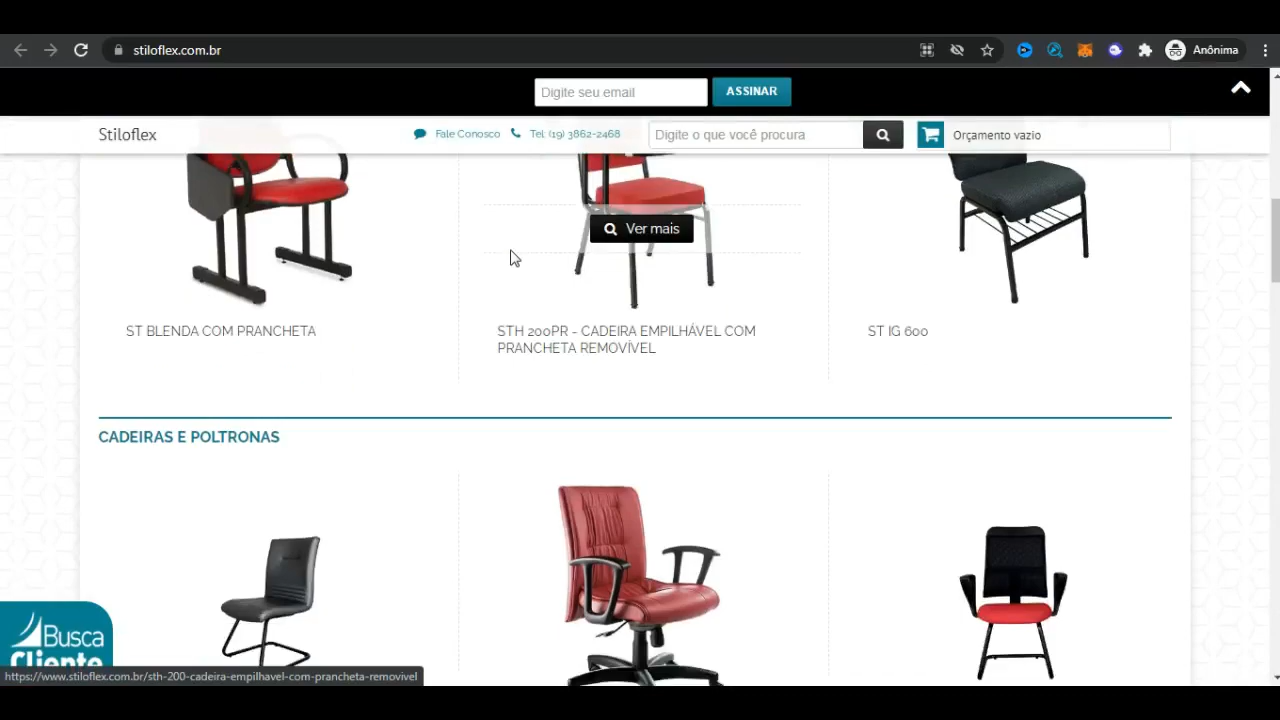 stiloflex.com.br
Anônima
Digite seu email
ASSINAR
Stiloflex
Fale Conosco
Tel: (19) 3862-2468
Digite o que você procura
Orçamento vazio
Ver mais
ST BLENDA COM PRANCHETA
STH 200PR - CADEIRA EMPILHÁVEL COM
PRANCHETA REMOVÍVEL
ST IG 600
CADEIRAS E POLTRONAS
Busca
Cliente
https://www.stiloflex.com.br/sth-200-cadeira-empilhavel-com-prancheta-removivel